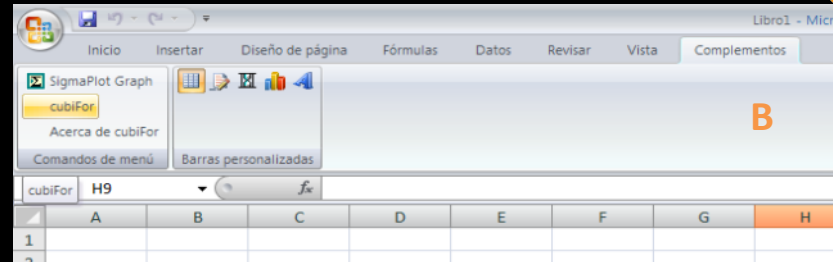 Libro1 - Micr
Inicio Insertar Diseño de página Fórmulas Datos Revisar Vista Complementos
SigmaPlot Graph
cubiFor
Acerca de cubiFor
B
Comandos de menú Barras personalizadas
cubiFor H9 fx
A B C D E F G H
1